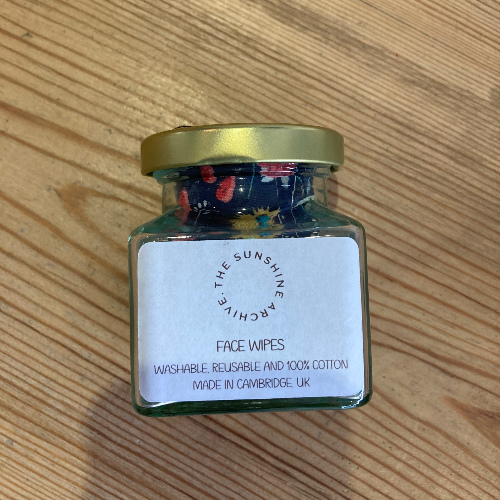 THE SUNSHINE ARCHIVE.
FACE WIPES
WASHABLE, REUSABLE AND 100% COTTON
MADE IN CAMBRIDGE, UK